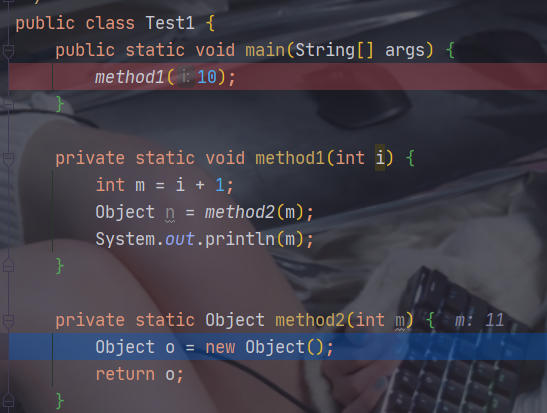 public class Test1 {
    public static void main(String[] args) {
        method1( i: 10);
    }

    private static void method1(int i) {
        int m = i + 1;
        Object n = method2(m);
        System.out.println(m);
    }

    private static Object method2(int m) {  m: 11
        Object o = new Object();
        return o;
    }